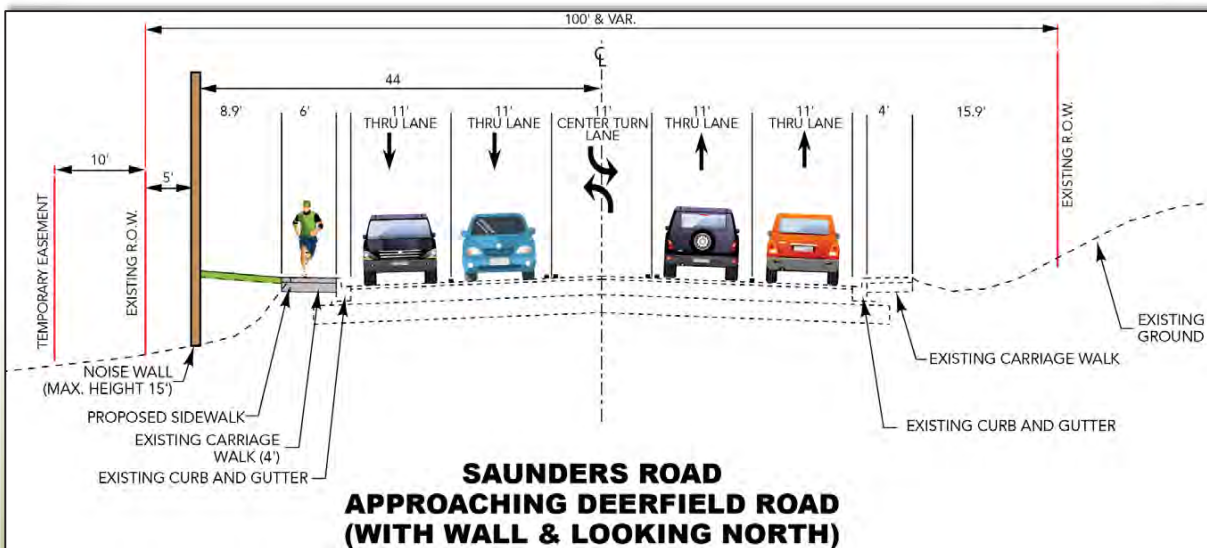 100' & VAR.
℄
44
8.9'
6'
11'
THRU LANE
11'
THRU LANE
11'
CENTER TURN
LANE
11'
THRU LANE
11'
THRU LANE
4'
15.9'
10'
5'
TEMPORARY EASEMENT
EXISTING R.O.W.
EXISTING R.O.W.
NOISE WALL
(MAX. HEIGHT 15')
PROPOSED SIDEWALK
EXISTING CARRIAGE
WALK (4')
EXISTING CURB AND GUTTER
EXISTING
GROUND
EXISTING CARRIAGE WALK
EXISTING CURB AND GUTTER
SAUNDERS ROAD
APPROACHING DEERFIELD ROAD
(WITH WALL & LOOKING NORTH)